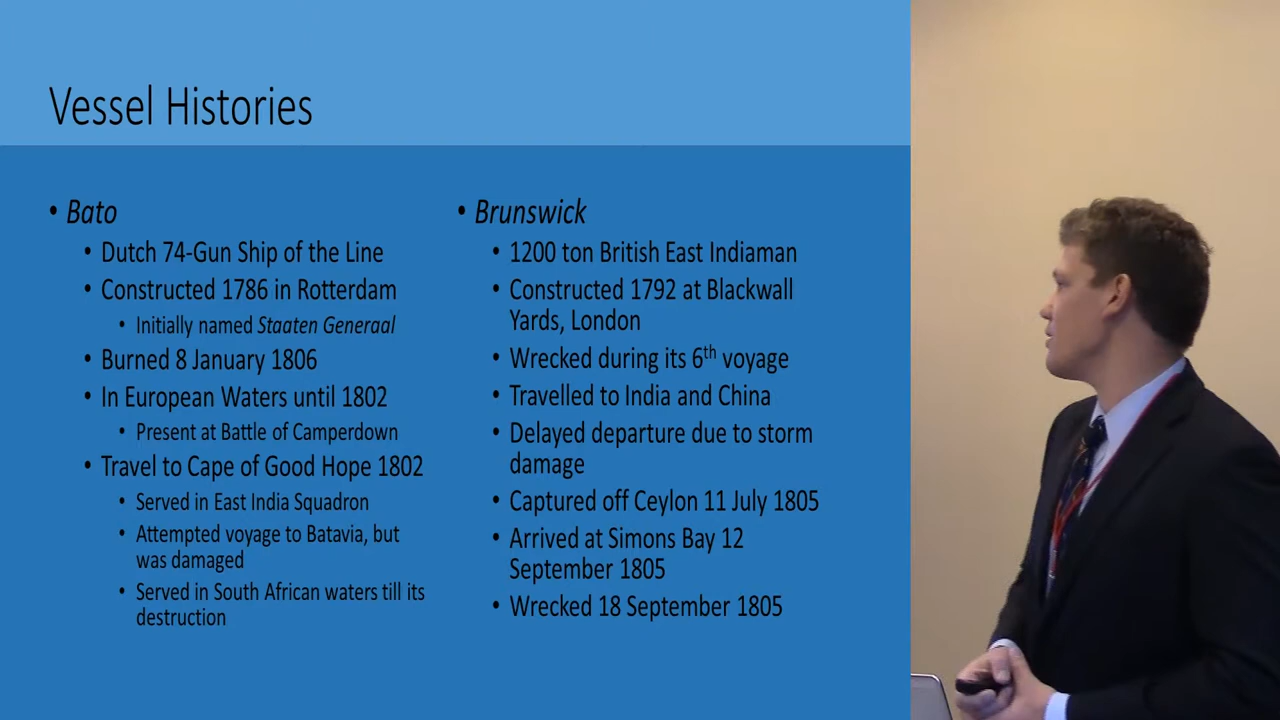 Vessel Histories
• Bato
• Dutch 74-Gun Ship of the Line
• Constructed 1786 in Rotterdam
• Initially named Staaten Generaal
• Burned 8 January 1806
• In European Waters until 1802
• Present at Battle of Camperdown
• Travel to Cape of Good Hope 1802
• Served in East India Squadron
• Attempted voyage to Batavia, but
was damaged
• Served in South African waters till its
destruction
• Brunswick
• 1200 ton British East Indiaman
• Constructed 1792 at Blackwall
Yards, London
• Wrecked during its 6th voyage
• Travelled to India and China
• Delayed departure due to storm
damage
• Captured off Ceylon 11 July 1805
• Arrived at Simons Bay 12
September 1805
• Wrecked 18 September 1805